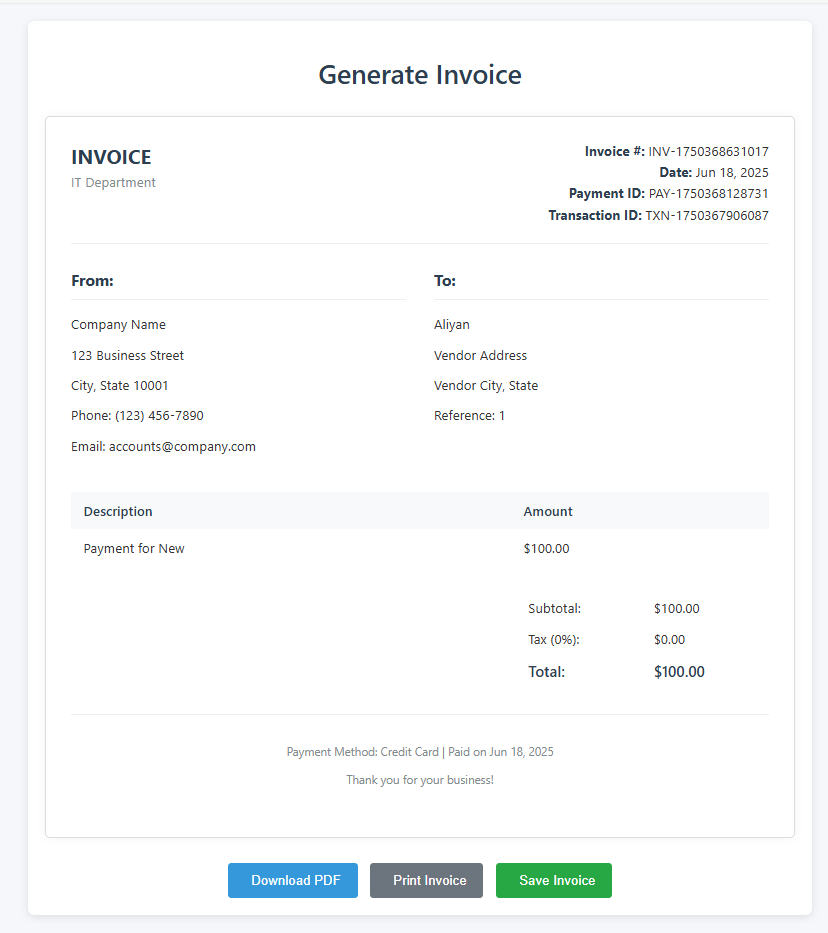 Generate Invoice
INVOICE
IT Department
Invoice #: INV-1750368631017
Date: Jun 18, 2025
Payment ID: PAY-1750368128731
Transaction ID: TXN-1750367906087
From:
Company Name
123 Business Street
City, State 10001
Phone: (123) 456-7890
Email: accounts@company.com
To:
Aliyan
Vendor Address
Vendor City, State
Reference: 1
Description Amount
Payment for New $100.00
Subtotal: $100.00
Tax (0%): $0.00
Total: $100.00
Payment Method: Credit Card | Paid on Jun 18, 2025
Thank you for your business!
Download PDF Print Invoice Save Invoice